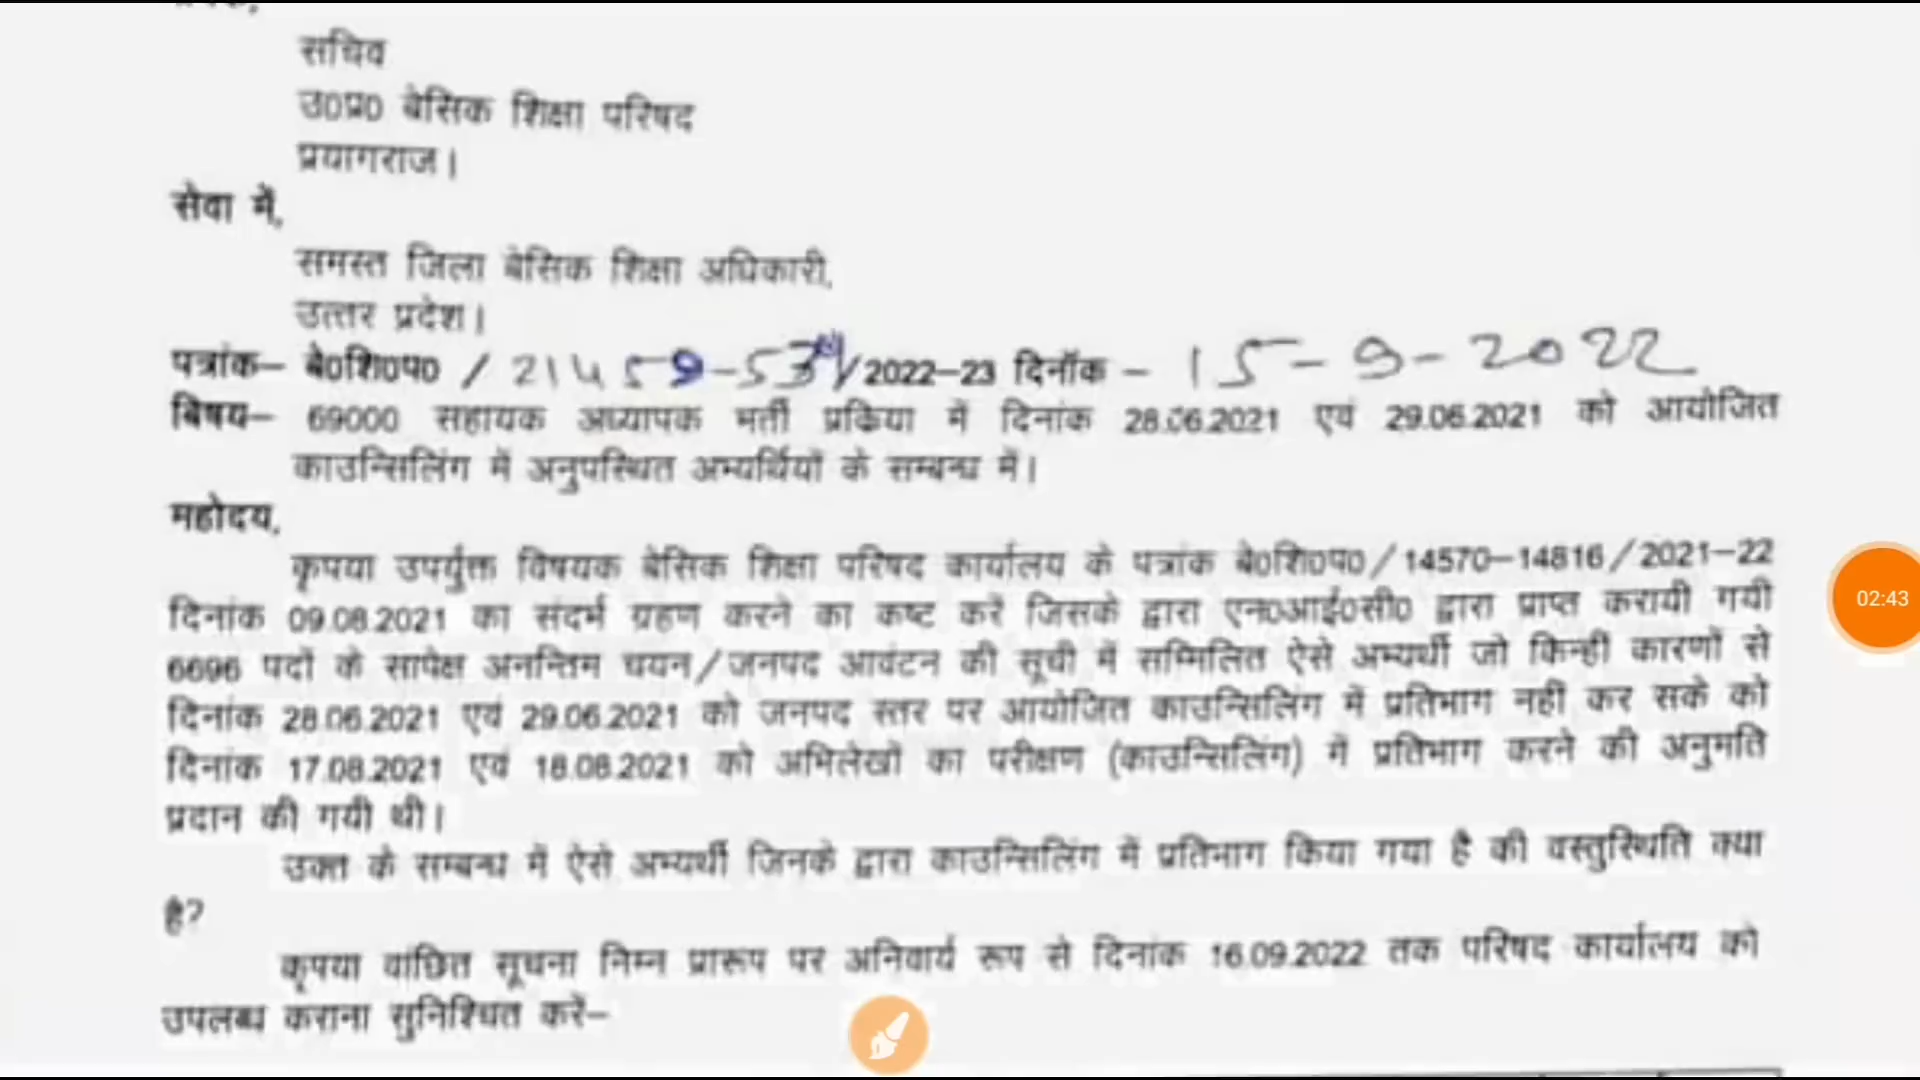 सचिव
उ0प्र0 बेसिक शिक्षा परिषद
प्रयागराज।
सेवा में,
समस्त जिला बेसिक शिक्षा अधिकारी,
उत्तर प्रदेश।
पत्रांक– बे0शि0प0 / 21459-53 /2022–23 दिनॉक – 15-9-2022
बिषय– 69000 सहायक अध्यापक भर्ती प्रकिया में दिनांक 28.06.2021 एवं 29.06.2021 को आयोजित
काउन्सिलिंग में अनुपस्थित अभ्यर्थियों के सम्बन्ध में।
महोदय,
कृपया उपर्युक्त विषयक बेसिक शिक्षा परिषद कार्यालय के पत्रांक बे0शि0प0/14570–14816/2021–22
दिनांक 09.08.2021 का संदर्भ ग्रहण करने का कष्ट करें जिसके द्वारा एन0आई0सी0 द्वारा प्राप्त करायी गयी
6696 पदों के सापेक्ष अनन्तिम चयन/जनपद आवंटन की सूची में सम्मिलित ऐसे अभ्यर्थी जो किन्ही कारणों से
दिनांक 28.06.2021 एवं 29.06.2021 को जनपद स्तर पर आयोजित काउन्सिलिंग में प्रतिभाग नहीं कर सके को
दिनांक 17.08.2021 एवं 18.08.2021 को अभिलेखों का परीक्षण (काउन्सिलिंग) में प्रतिभाग करने की अनुमति
प्रदान की गयी थी।
उक्त के सम्बन्ध में ऐसे अभ्यर्थी जिनके द्वारा काउन्सिलिंग में प्रतिभाग किया गया है की वस्तुस्थिति क्या
है?
कृपया वांछित सूचना निम्न प्रारूप पर अनिवार्य रूप से दिनांक 16.09.2022 तक परिषद कार्यालय को
उपलब्ध कराना सुनिश्चित करें–
02:43